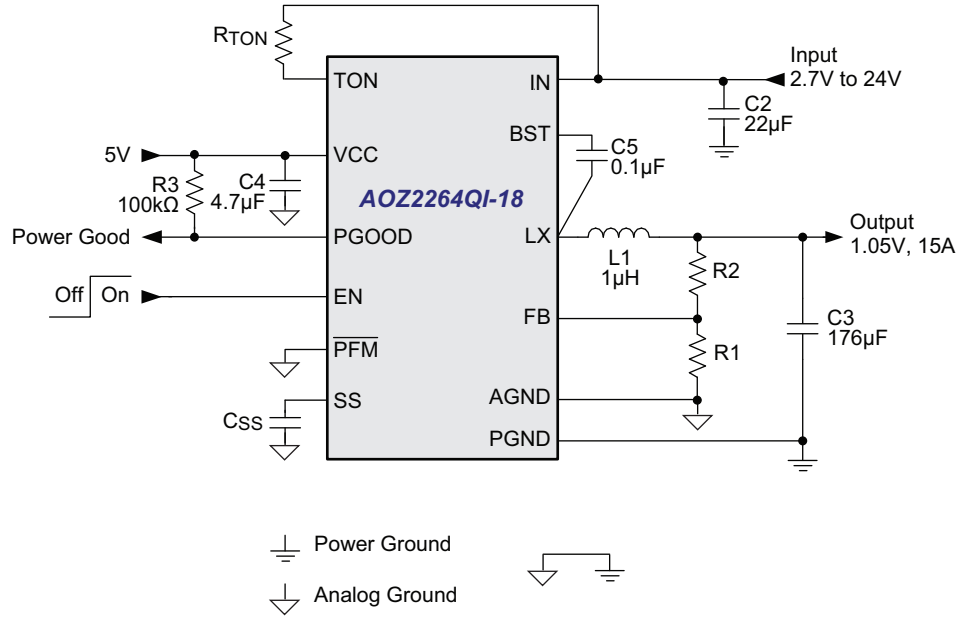 RTON
TON
IN
Input
2.7V to 24V
C2
22µF
BST
C5
0.1µF
5V
VCC
R3
100kΩ
C4
4.7µF
AOZ2264QI-18
Power Good
PGOOD
LX
L1
1µH
Output
1.05V, 15A
R2
Off On
EN
FB
C3
176µF
R1
PFM
SS
CSS
AGND
PGND
Power Ground
Analog Ground